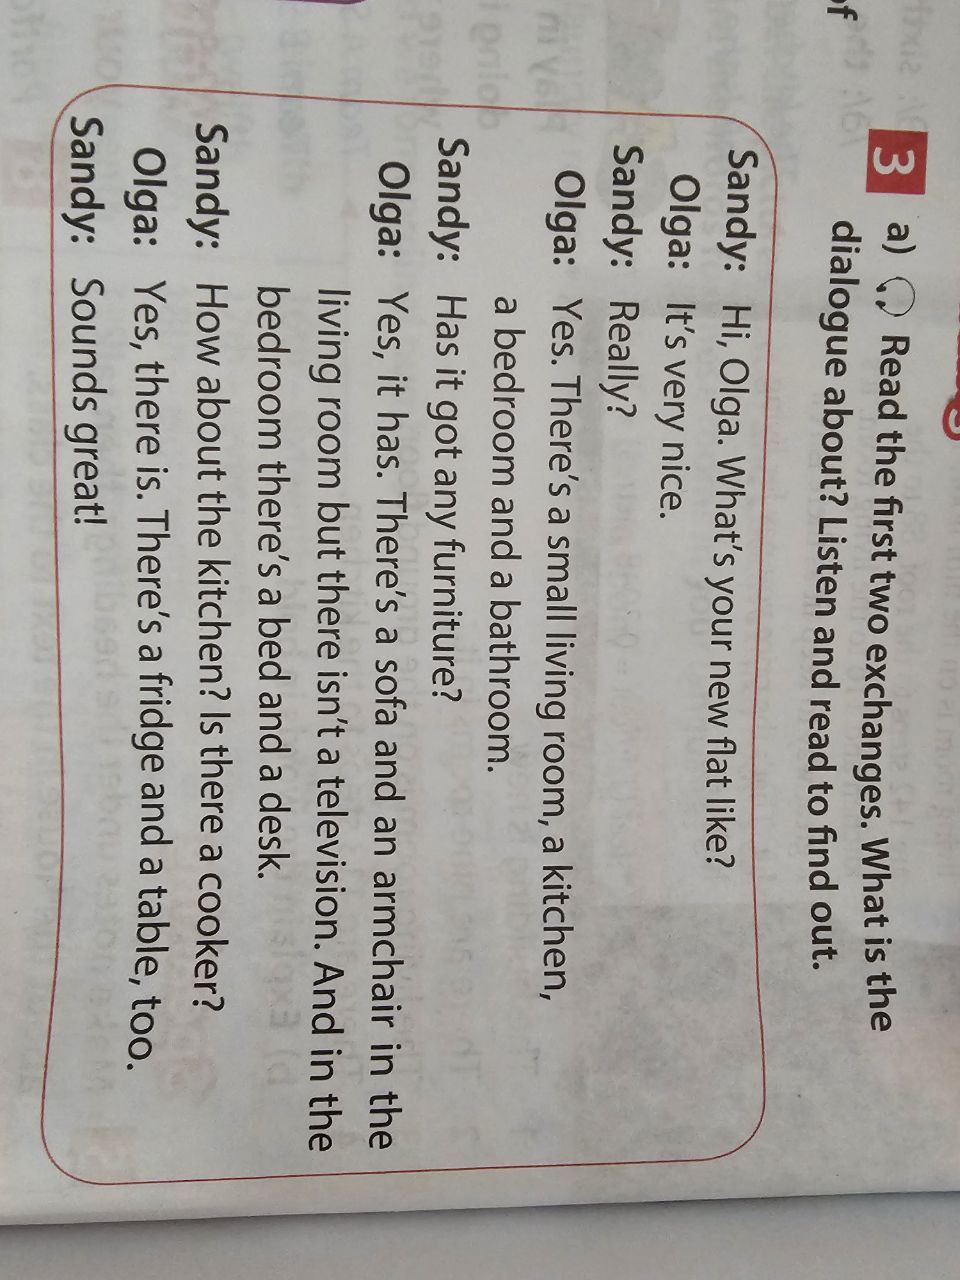 of
3 a) Read the first two exchanges. What is the
dialogue about? Listen and read to find out.
Sandy: Hi, Olga. What's your new flat like?
Olga: It's very nice.
Sandy: Really?
Olga: Yes. There's a small living room, a kitchen,
a bedroom and a bathroom.
Sandy: Has it got any furniture?
Olga: Yes, it has. There's a sofa and an armchair in the
living room but there isn't a television. And in the
bedroom there's a bed and a desk.
Sandy: How about the kitchen? Is there a cooker?
Olga: Yes, there is. There's a fridge and a table, too.
Sandy: Sounds great!